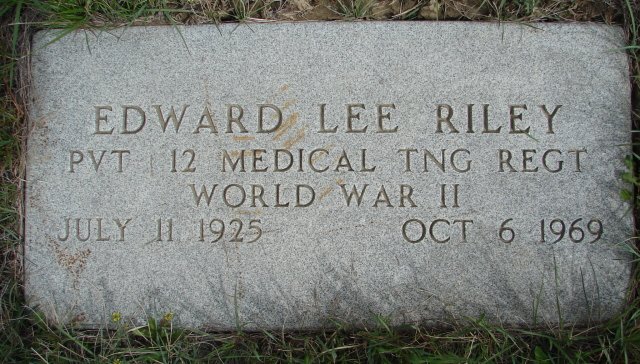 EDWARD LEE RILEY
PVT 12 MEDICAL TNG REGT
WORLD WAR II
JULY 11 1925 OCT 6 1969